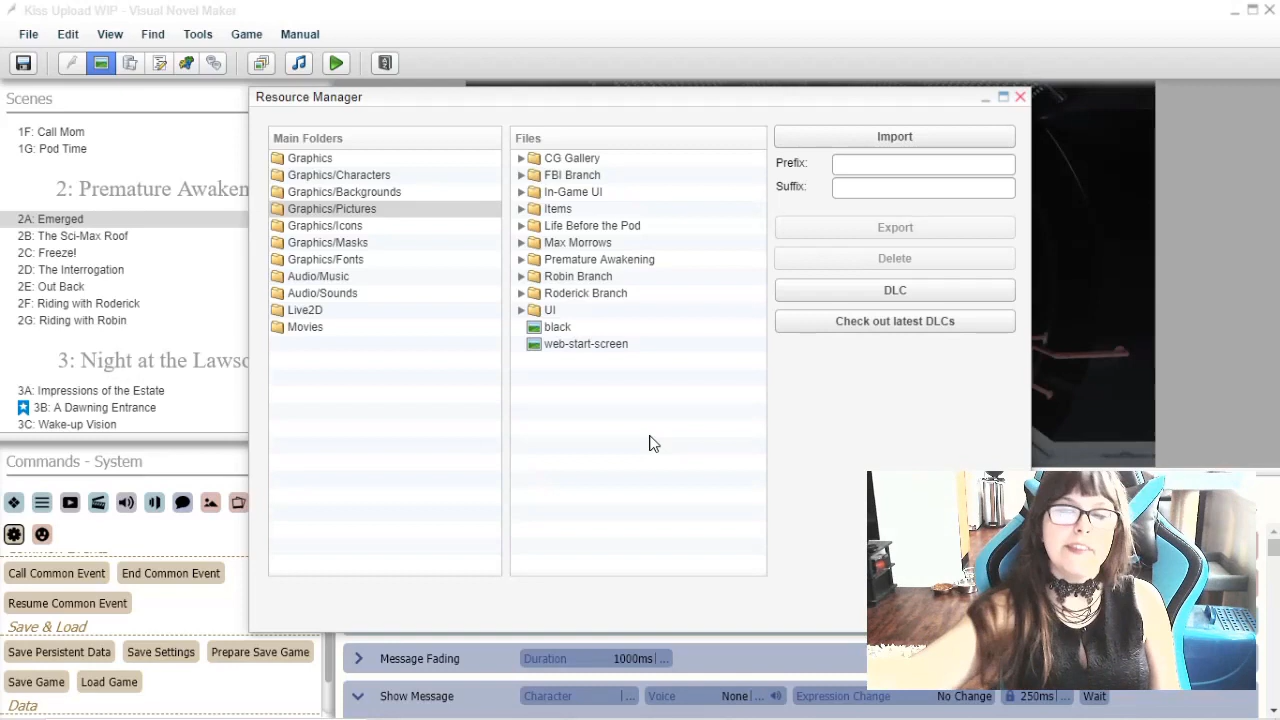 Kiss Upload WIP - Visual Novel Maker
File Edit View Find Tools Game Manual
Scenes
1F: Call Mom
1G: Pod Time
2: Premature Awaken
2A: Emerged
2B: The Sci-Max Roof
2C: Freeze!
2D: The Interrogation
2E: Out Back
2F: Riding with Roderick
2G: Riding with Robin
3: Night at the Lawso
3A: Impressions of the Estate
3B: A Dawning Entrance
3C: Wake-up Vision
Commands - System
Call Common Event End Common Event
Resume Common Event
Save & Load
Save Persistent Data Save Settings Prepare Save Game
Save Game Load Game
Data
Resource Manager
Main Folders
Graphics
Graphics/Characters
Graphics/Backgrounds
Graphics/Pictures
Graphics/Icons
Graphics/Masks
Graphics/Fonts
Audio/Music
Audio/Sounds
Live2D
Movies
Files
CG Gallery
FBI Branch
In-Game UI
Items
Life Before the Pod
Max Morrows
Premature Awakening
Robin Branch
Roderick Branch
UI
black
web-start-screen
Import
Prefix:
Suffix:
Export
Delete
DLC
Check out latest DLCs
Message Fading Duration 1000ms ...
Show Message Character ... Voice None ... Expression Change No Change 250ms ... Wait